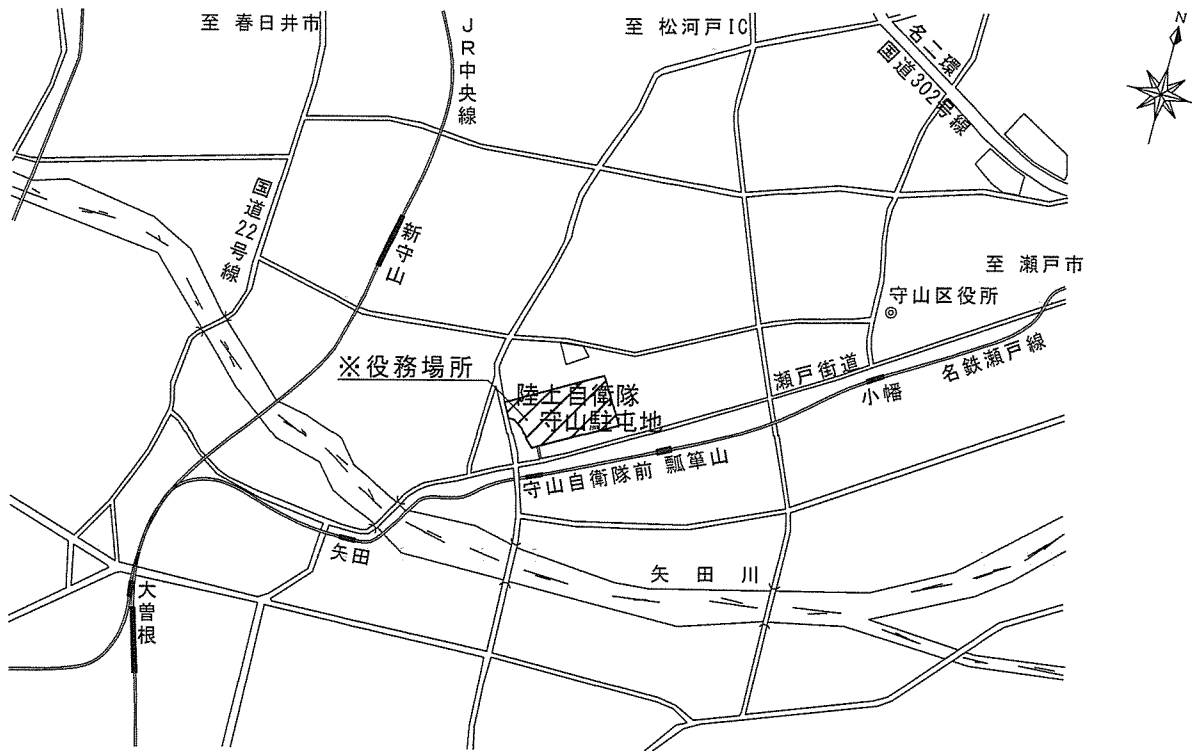 至 春日井市
JR中央線
至 松河戸IC
名二環
国道302号線
N
国道22号線
新守山
至 瀬戸市
守山区役所
※役務場所
陸上自衛隊
守山駐屯地
瀬戸街道
名鉄瀬戸線
小幡
守山自衛隊前
瓢箪山
矢田
矢田川
大曽根